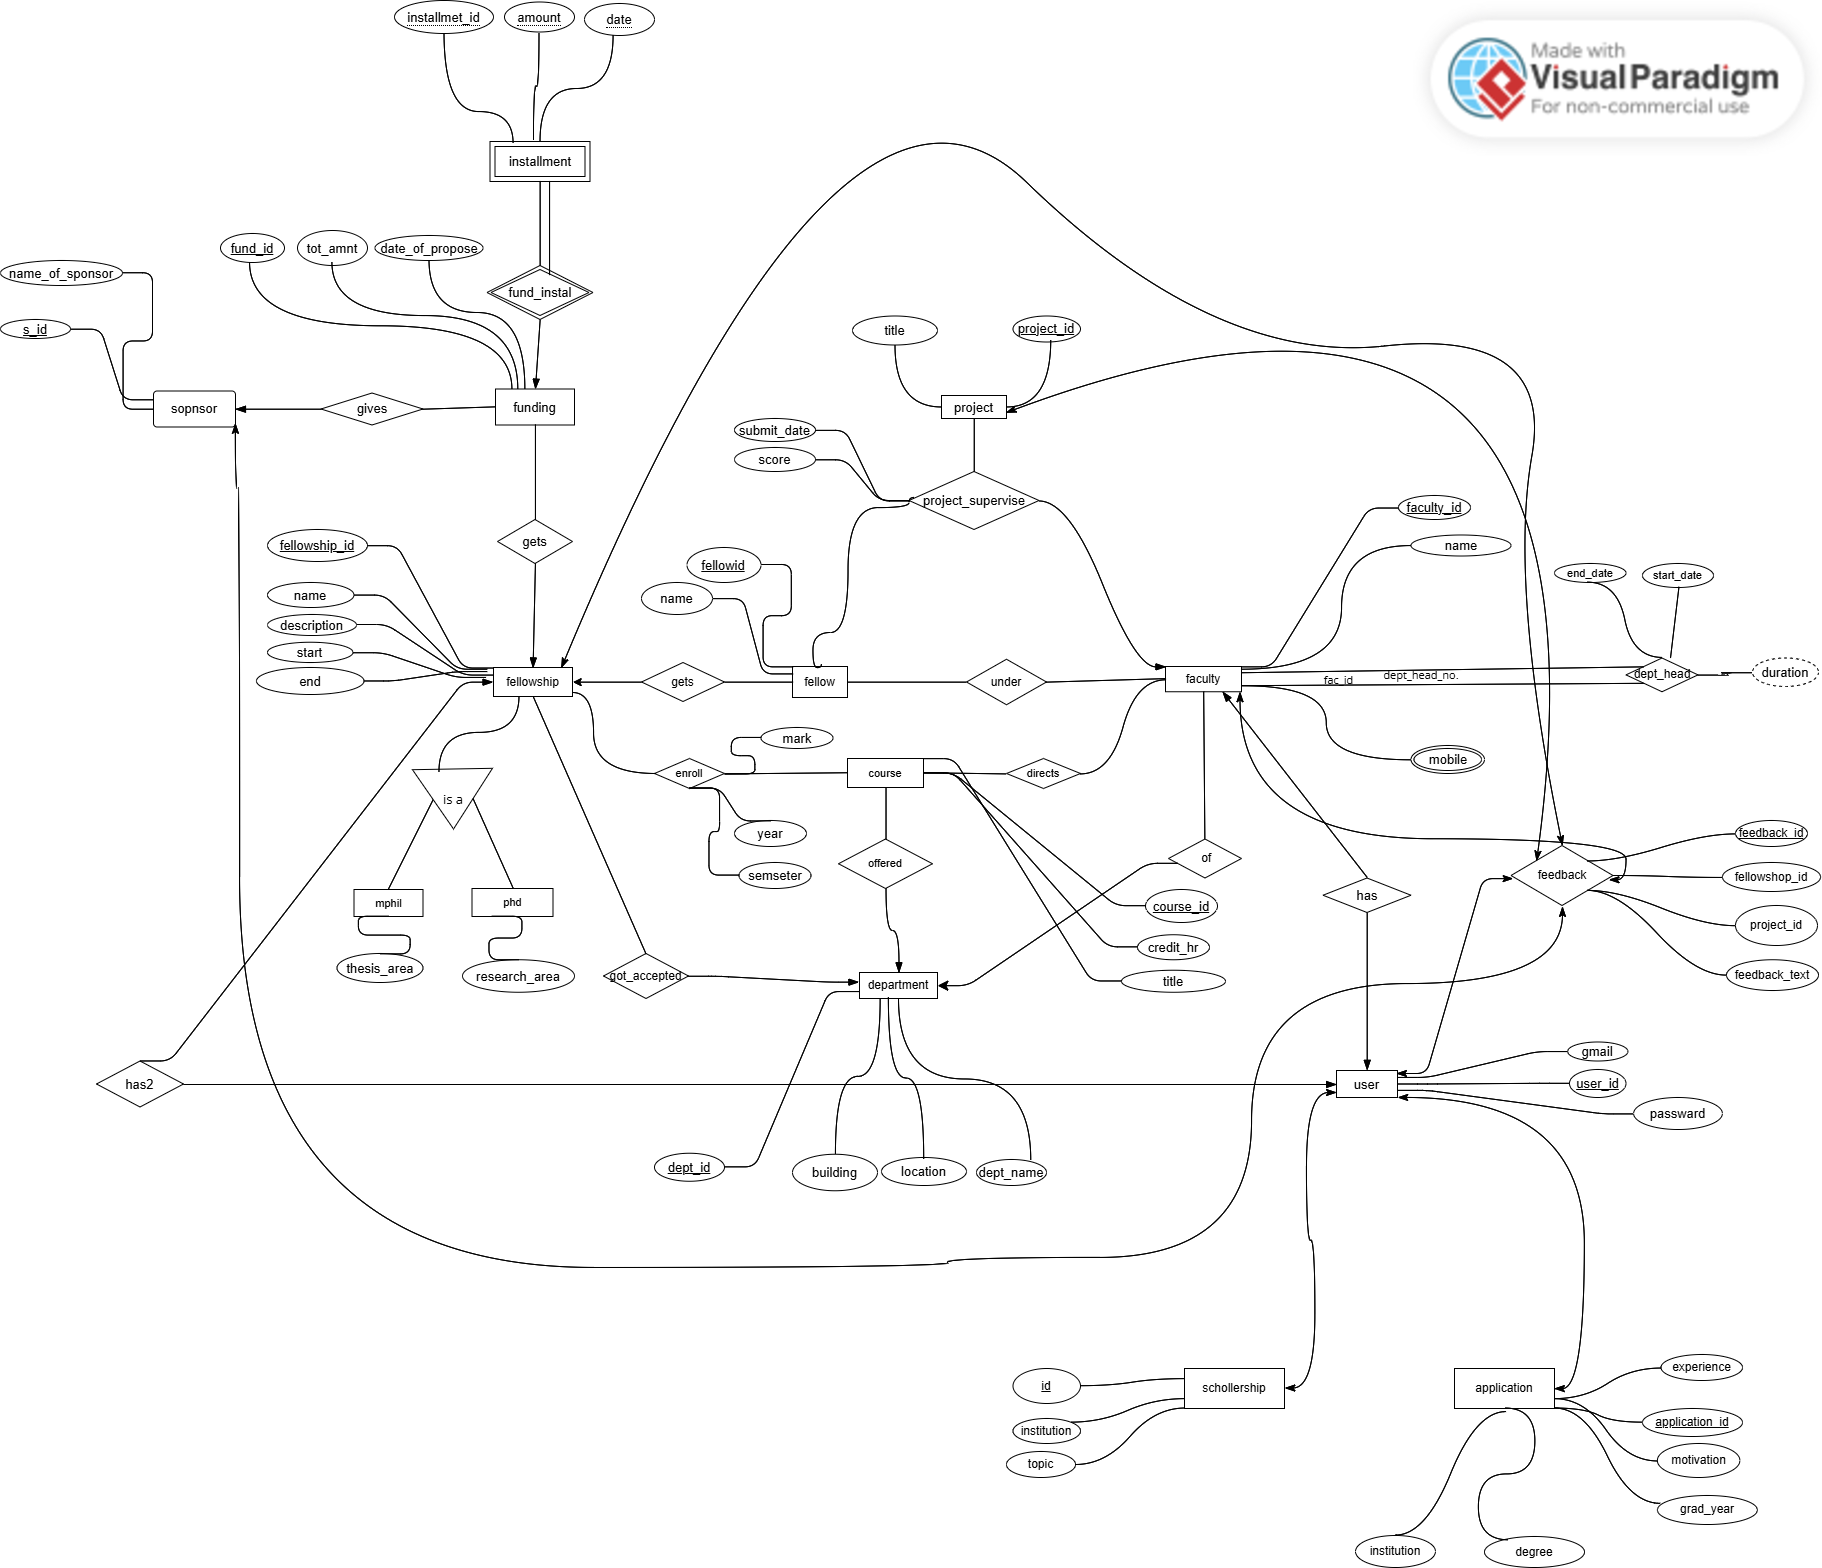 installmet_id
amount
date
Made with
Visual Paradigm
For non-commercial use
installment
fund_id
tot_amnt
date_of_propose
name_of_sponsor
fund_instal
s_id
title
project_id
sopnsor
gives
funding
project
submit_date
score
project_supervise
faculty_id
name
gets
fellowship_id
fellowid
end_date
start_date
name
name
description
start
end
fellowship
gets
fellow
under
faculty
fac_id
dept_head_no.
dept_head
duration
mark
mobile
enroll
course
directs
is a
year
feedback_id
offered
of
semseter
feedback
fellowshop_id
mphil
phd
has
course_id
project_id
thesis_area
research_area
credit_hr
got_accepted
title
feedback_text
department
gmail
has2
user
user_id
passward
dept_id
building
location
dept_name
experience
id
schollership
application
application_id
institution
topic
motivation
grad_year
institution
degree